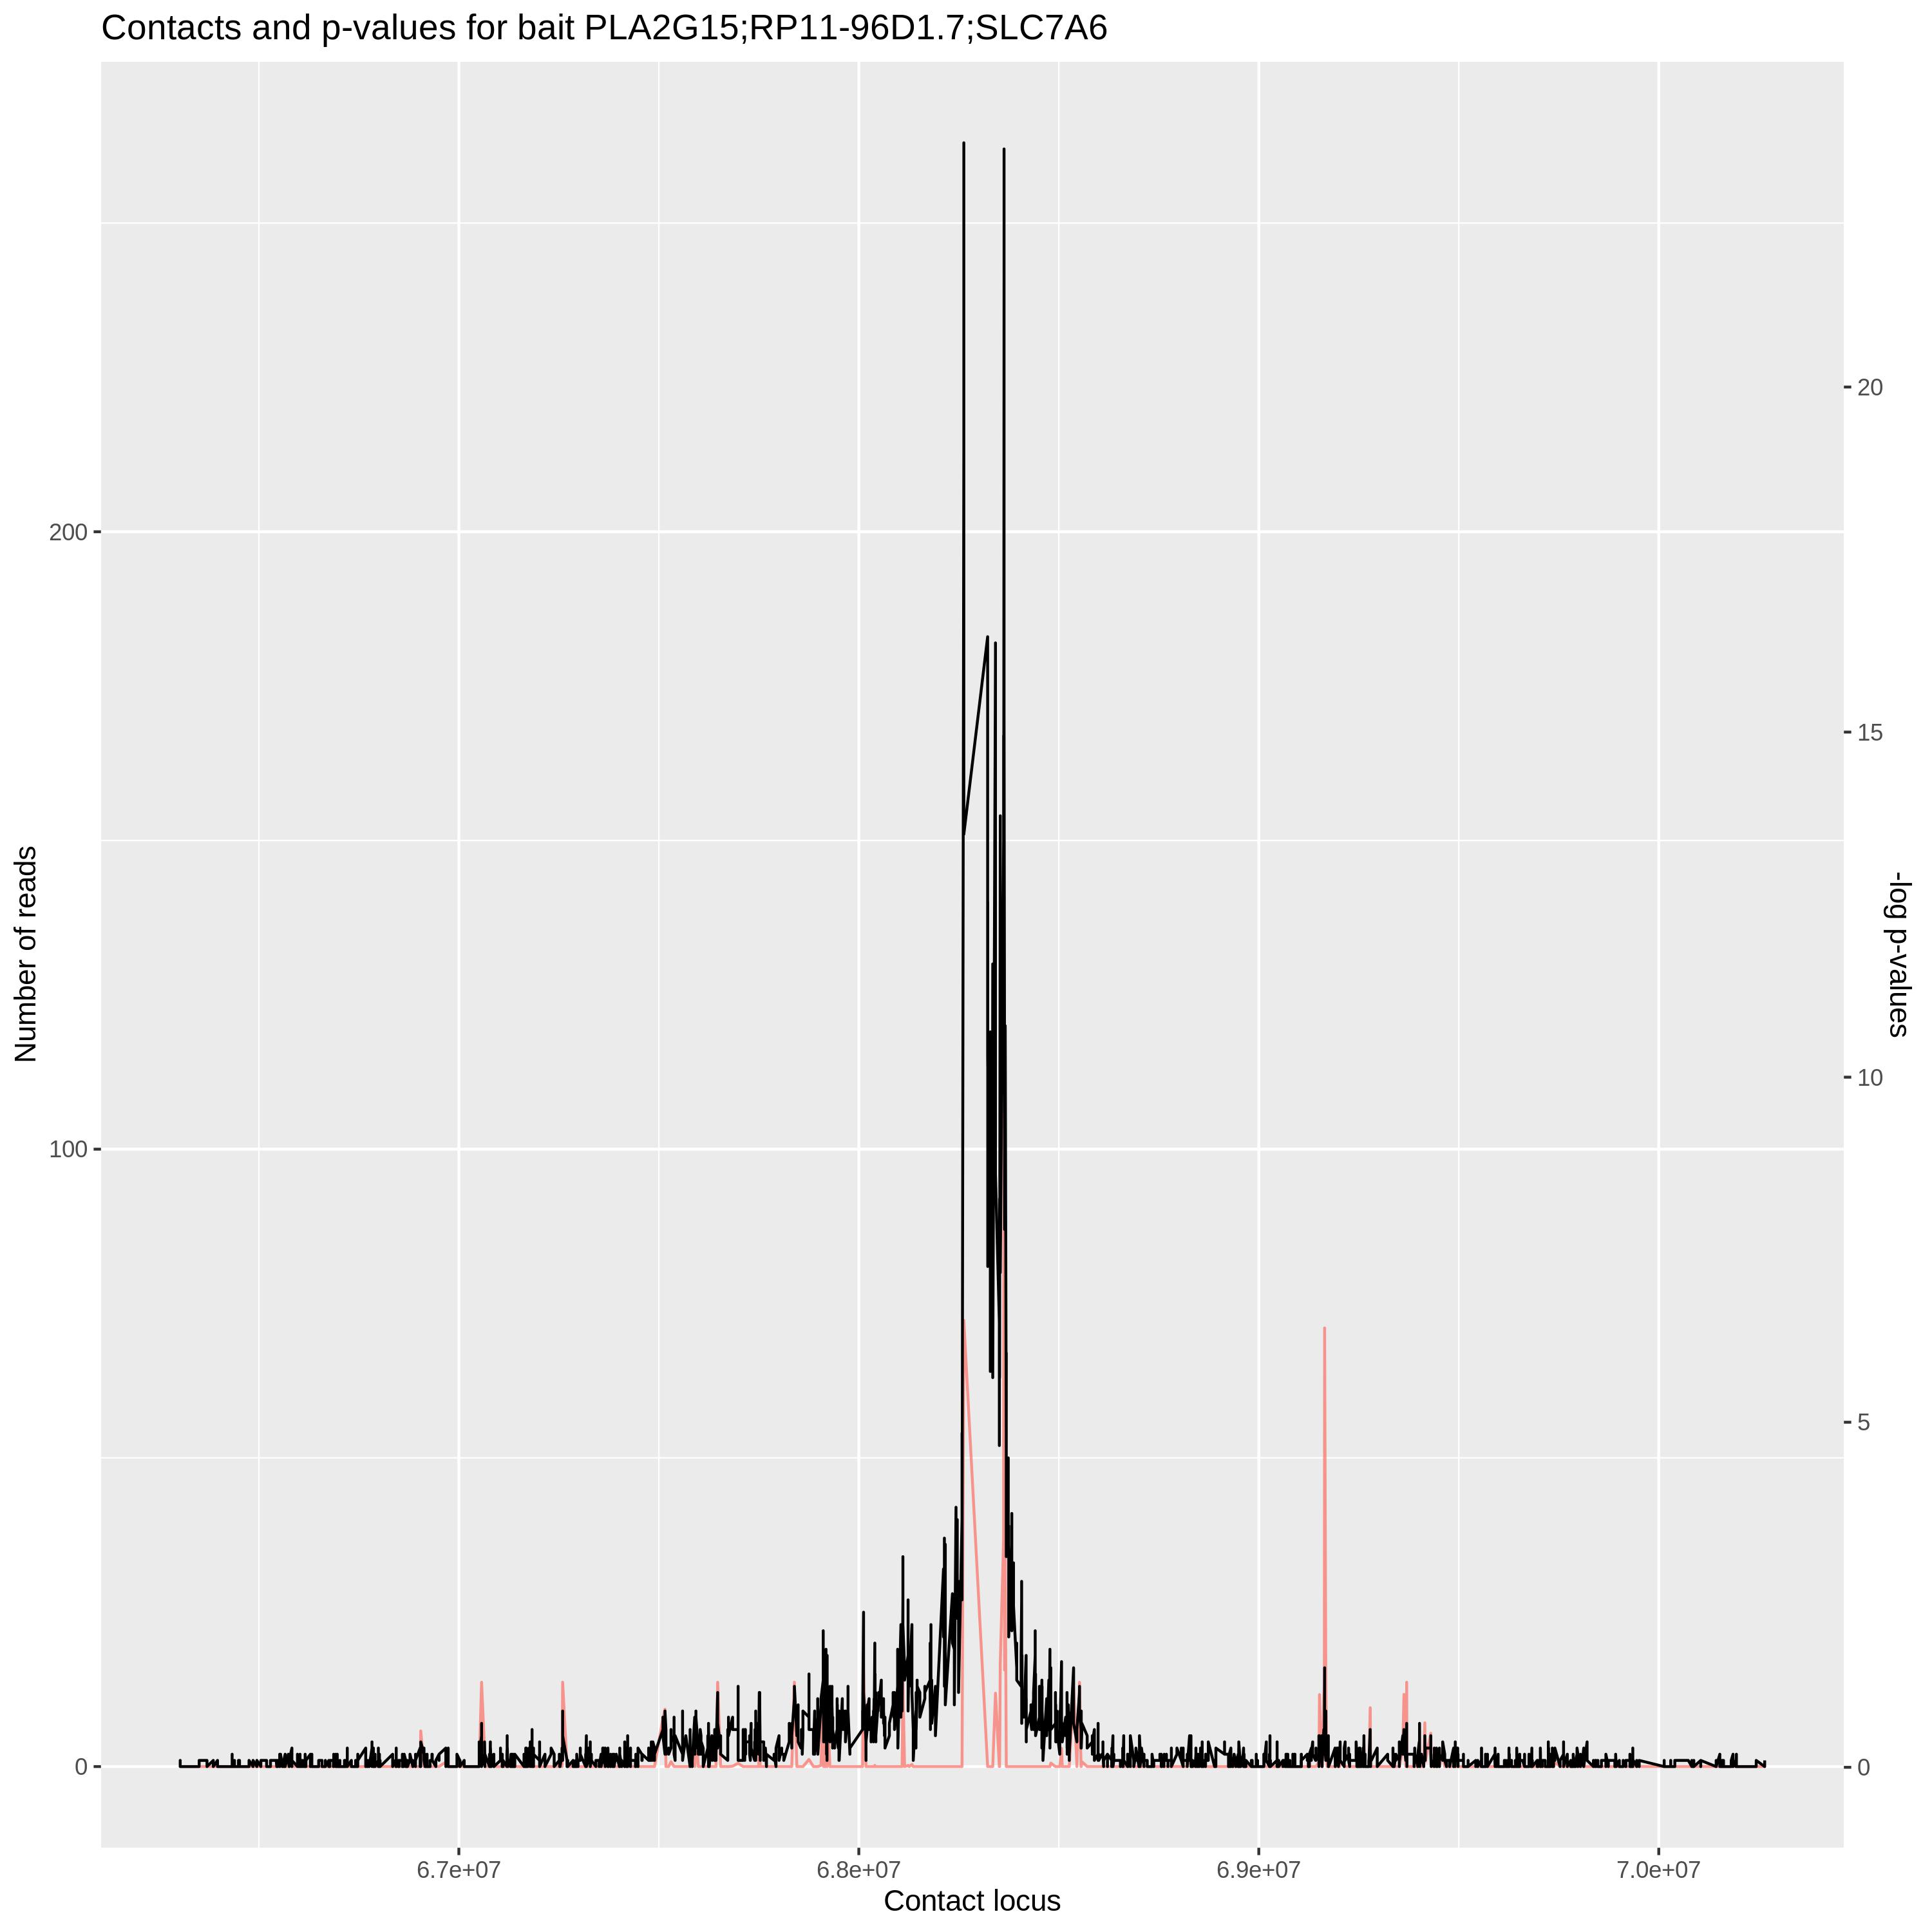 Contacts and p-values for bait PLA2G15;RP11-96D1.7;SLC7A6
Number of reads
200
100
0
20
15
10
5
0
-log p-values
6.7e+07 6.8e+07 6.9e+07 7.0e+07
Contact locus